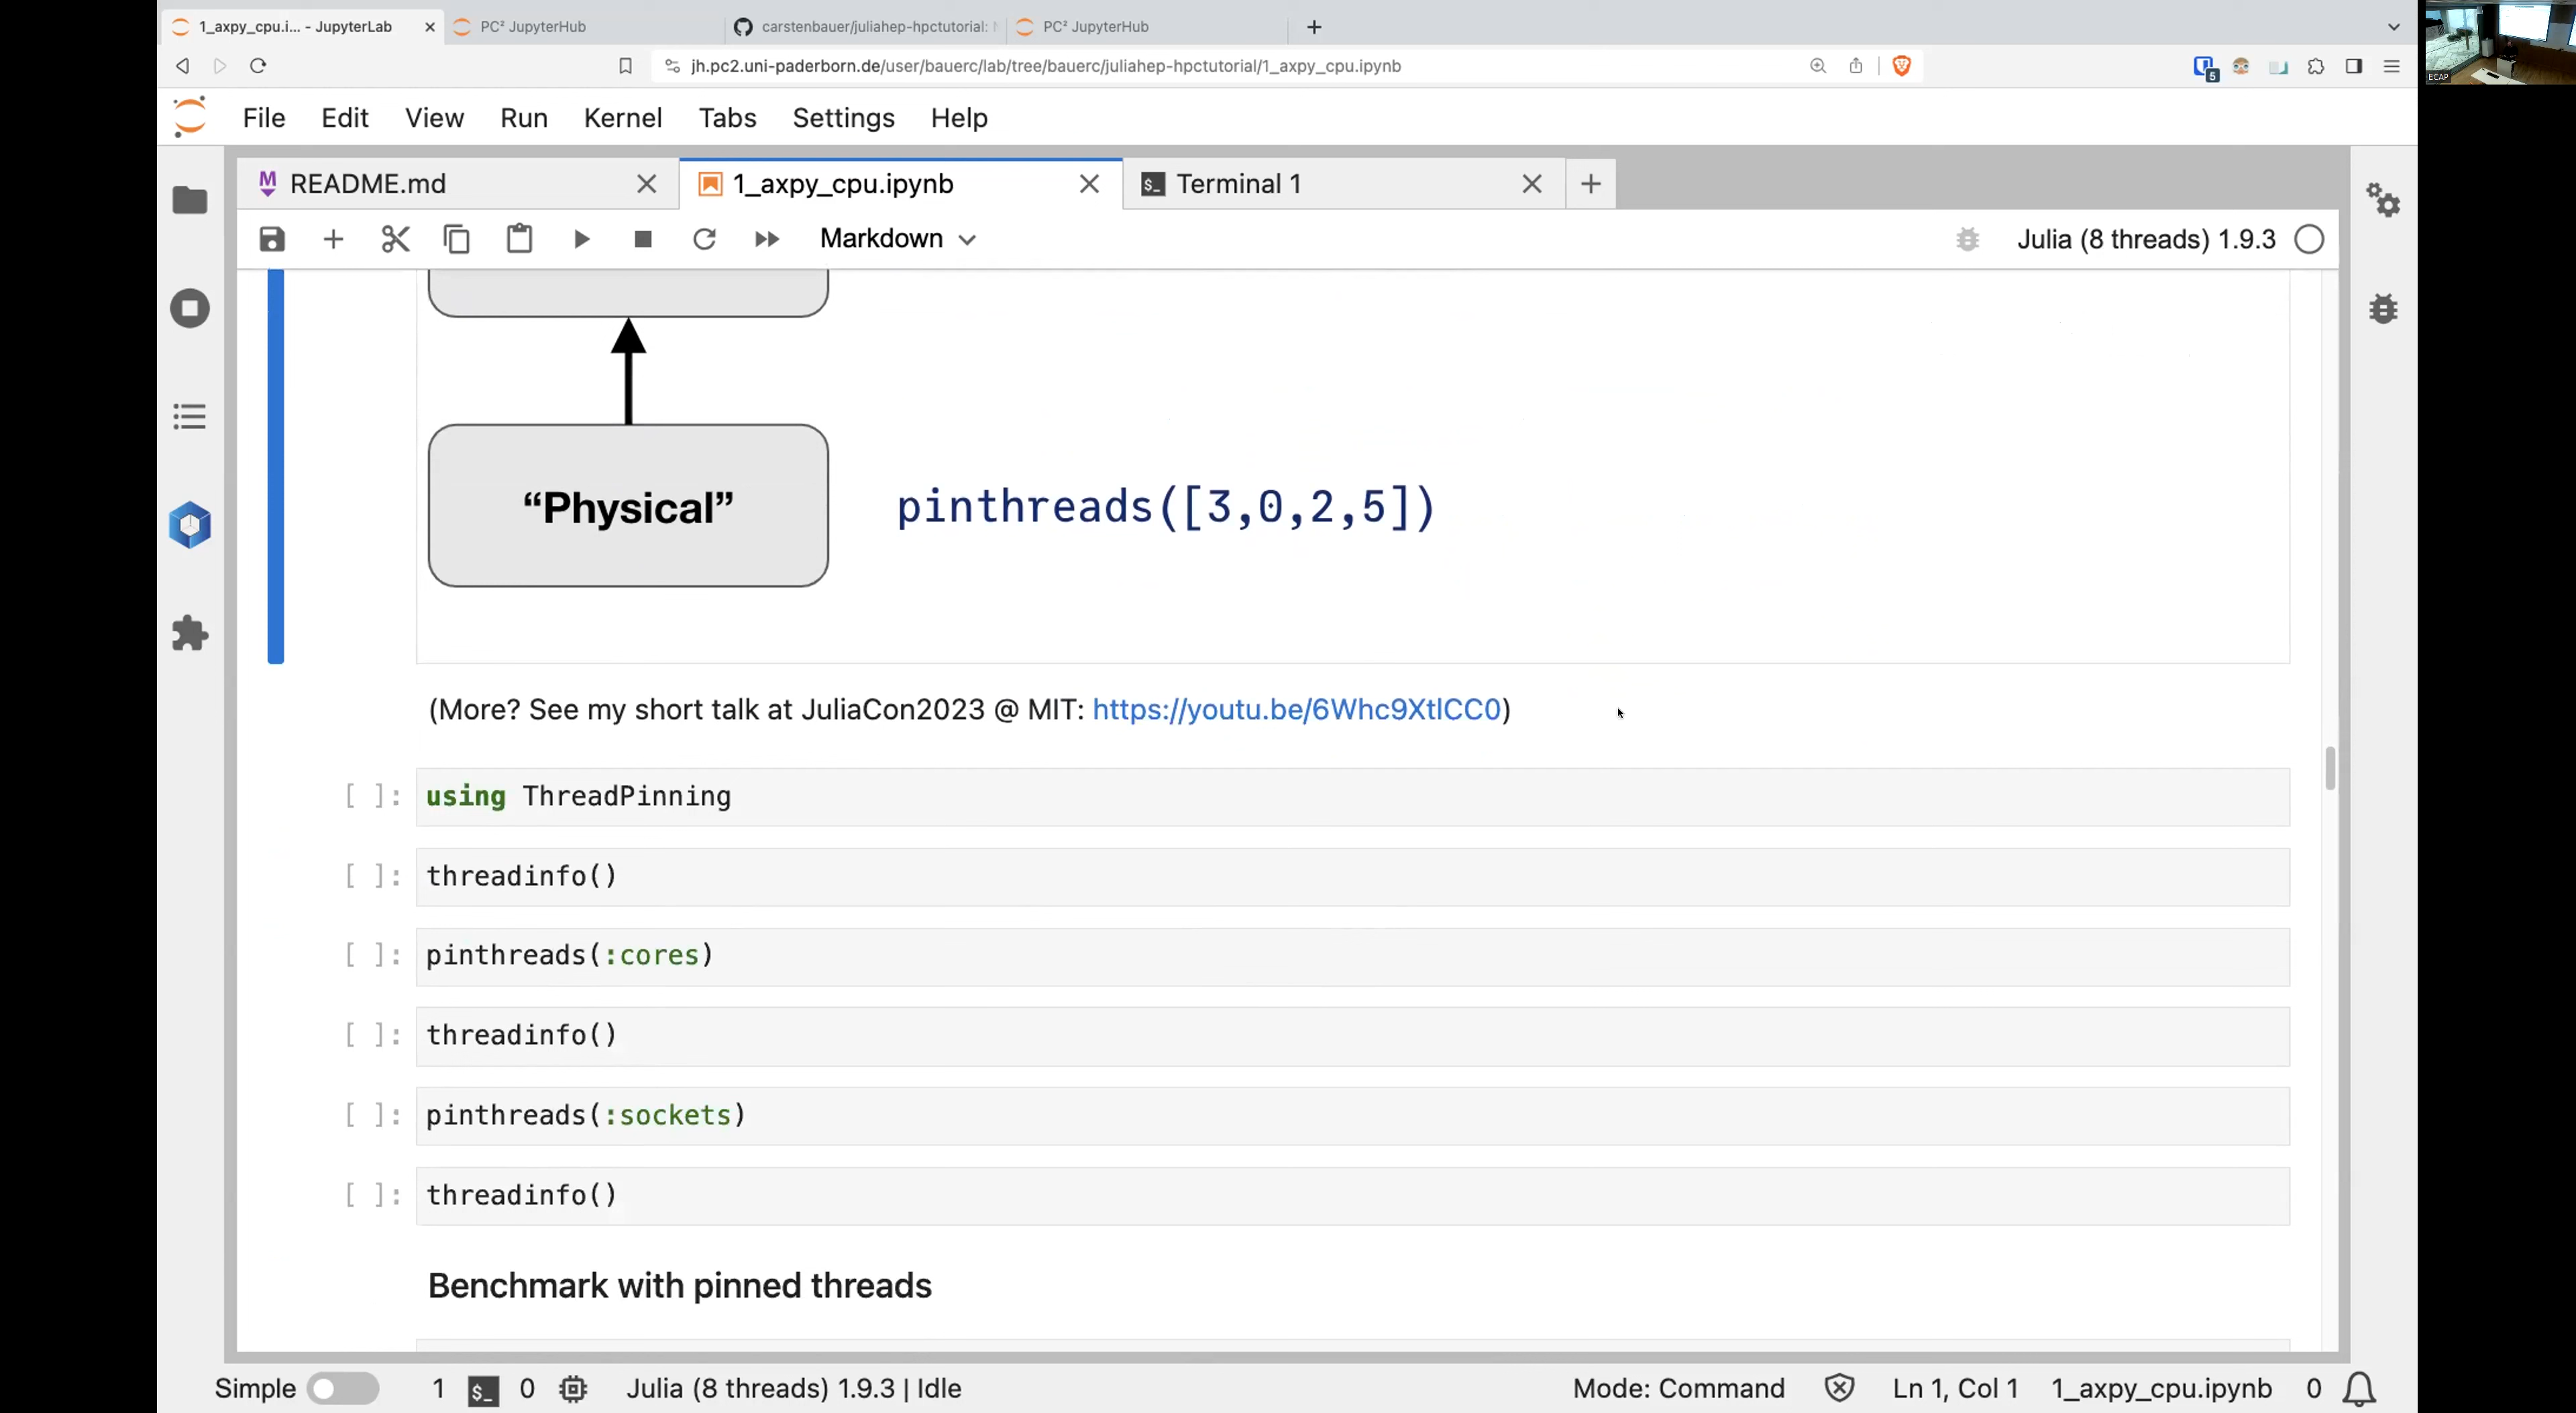 1_axpy_cpu.i... - JupyterLab
PC² JupyterHub
carstenbauer/juliahep-hpctutorial:
PC² JupyterHub
jh.pc2.uni-paderborn.de/user/bauerc/lab/tree/bauerc/juliahep-hpctutorial/1_axpy_cpu.ipynb
5
ECAP
File Edit View Run Kernel Tabs Settings Help
README.md
1_axpy_cpu.ipynb
Terminal 1
Markdown
Julia (8 threads) 1.9.3
“Physical”
pinthreads([3,0,2,5])
(More? See my short talk at JuliaCon2023 @ MIT: https://youtu.be/6Whc9XtlCC0)
[ ]: using ThreadPinning
[ ]: threadinfo()
[ ]: pinthreads(:cores)
[ ]: threadinfo()
[ ]: pinthreads(:sockets)
[ ]: threadinfo()
Benchmark with pinned threads
Simple 1 $_ 0 Julia (8 threads) 1.9.3 | Idle Mode: Command Ln 1, Col 1 1_axpy_cpu.ipynb 0